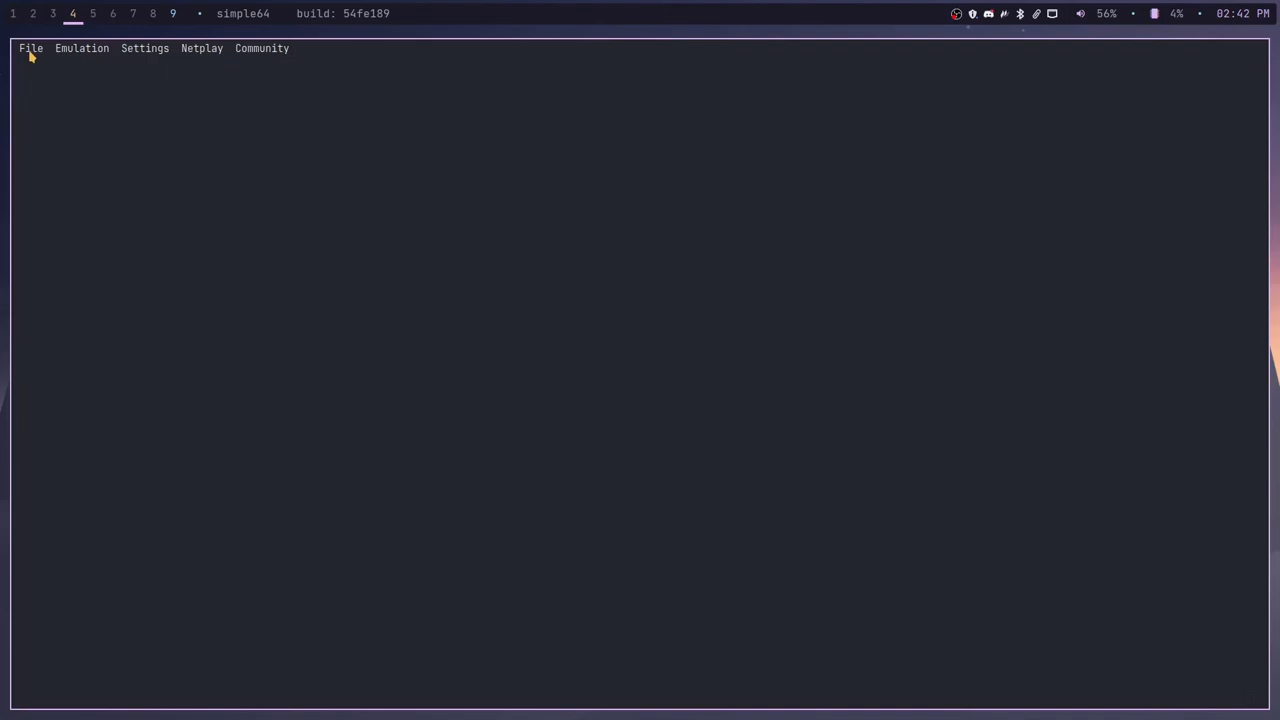 1 2 3 4 5 6 7 8 9 • simple64 build: 54fe189 56% • 4% • 02:42 PM
File Emulation Settings Netplay Community